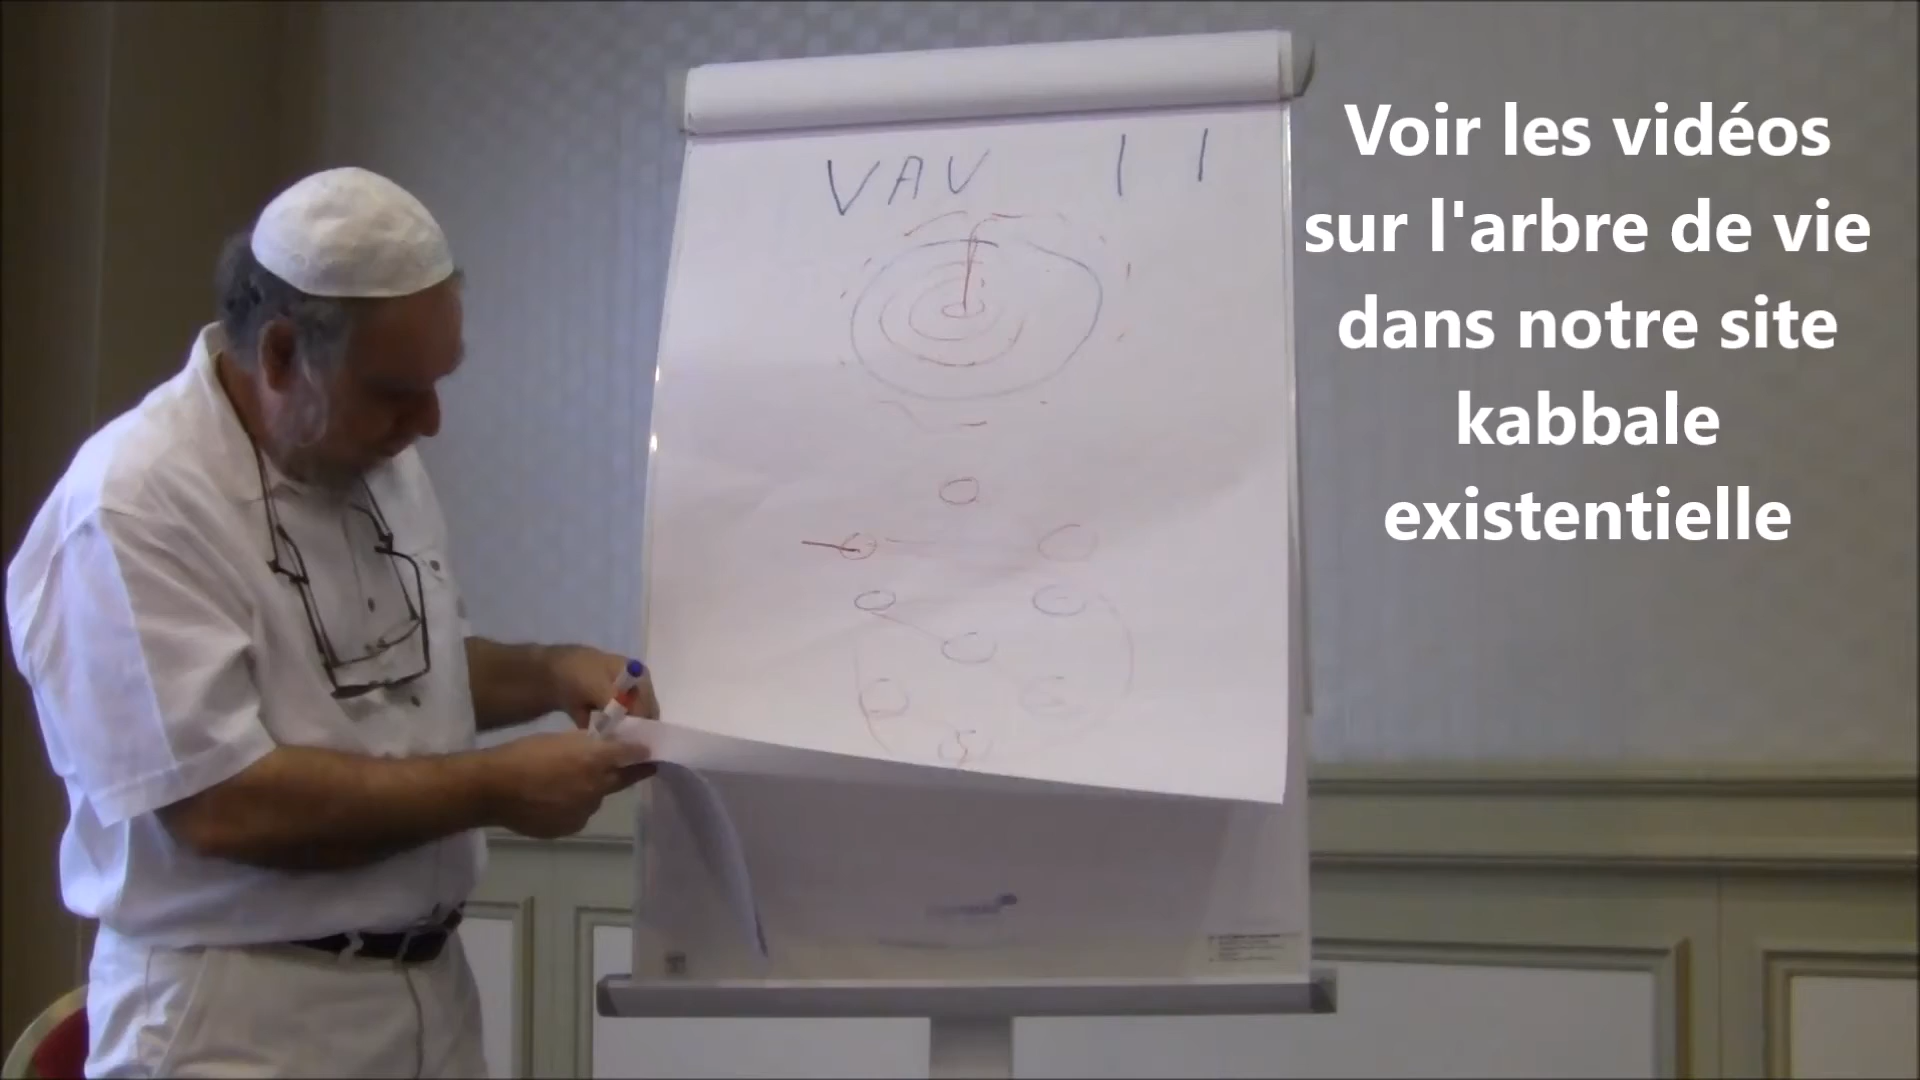 VAV I I
Voir les vidéos
sur l'arbre de vie
dans notre site
kabbale
existentielle